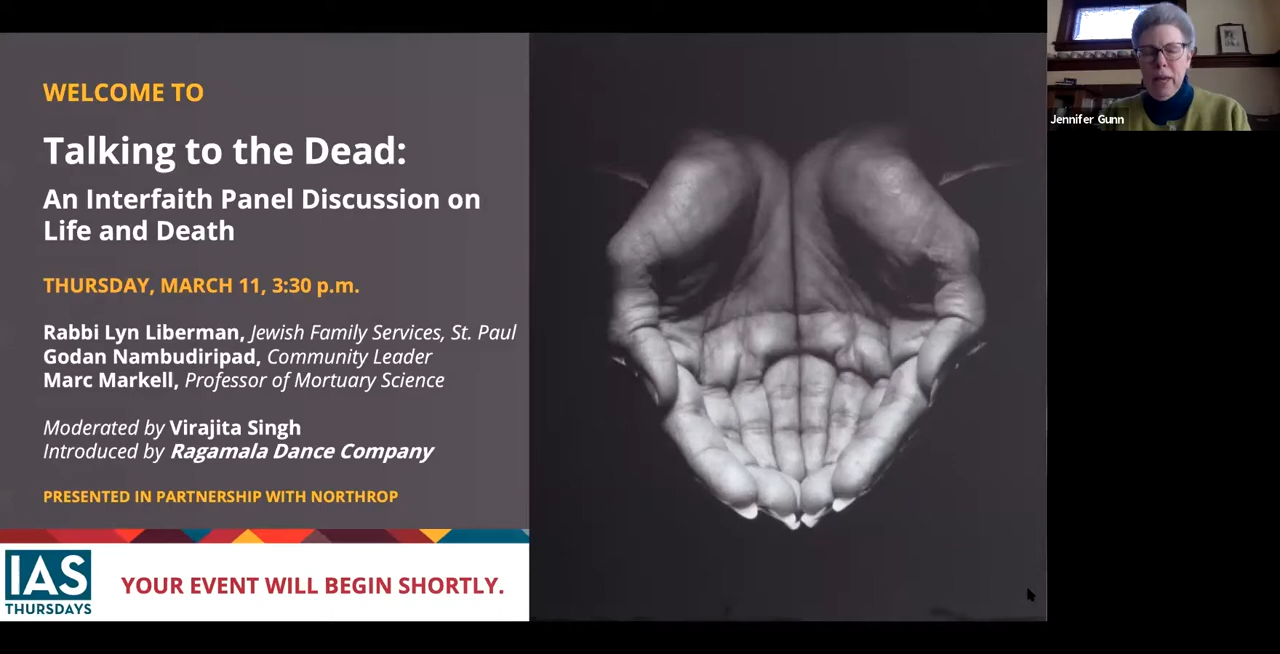 WELCOME TO
Talking to the Dead:
An Interfaith Panel Discussion on
Life and Death
THURSDAY, MARCH 11, 3:30 p.m.
Rabbi Lyn Liberman, Jewish Family Services, St. Paul
Godan Nambudiripad, Community Leader
Marc Markell, Professor of Mortuary Science
Moderated by Virajita Singh
Introduced by Ragamala Dance Company
PRESENTED IN PARTNERSHIP WITH NORTHROP
IAS
THURSDAYS
YOUR EVENT WILL BEGIN SHORTLY.
Jennifer Gunn